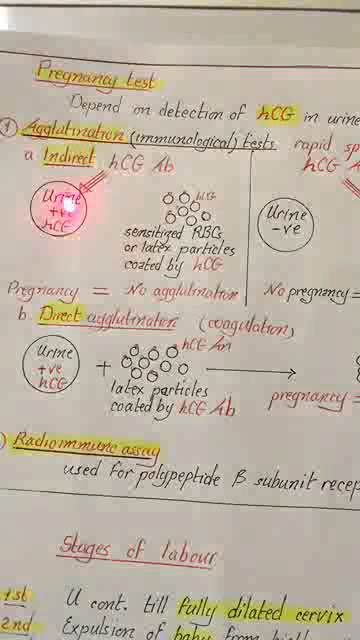 Pregnancy test
Depend on detection of hCG in urine
1 Agglutination (immunological) tests rapid
a. Indirect hCG Ab hCG
Urine +ve hCG
hCG
sensitized RBG
or latex particles
coated by hCG
Urine -ve
Pregnancy = No agglutination
No pregnancy =
b. Direct agglutination (coagulation)
Urine +ve hCG
+
hCG
latex particles
coated by hCG Ab
pregnancy =
Radioimmune assay
used for polypeptide B subunit
Stages of labour
1st U cont. till fully dilated cervix
2nd Expulsion of baby from